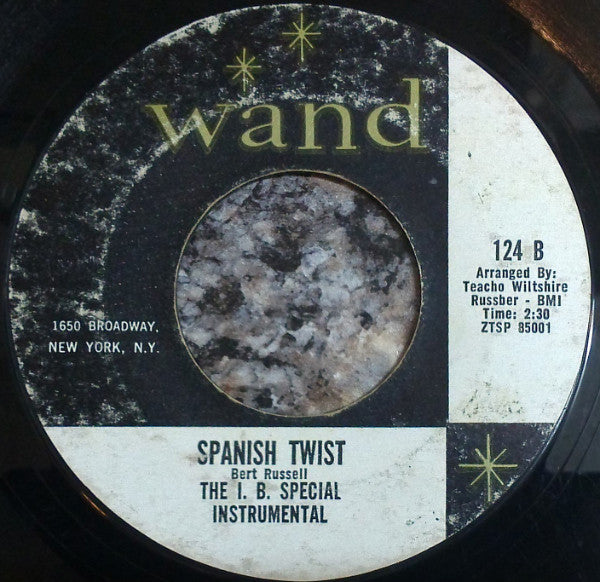 wand
124 B
Arranged By:
Teacho Wiltshire
Russber - BMI
Time: 2:30
ZTSP 85001
1650 BROADWAY,
NEW YORK, N.Y.
SPANISH TWIST
Bert Russell
THE I. B. SPECIAL
INSTRUMENTAL